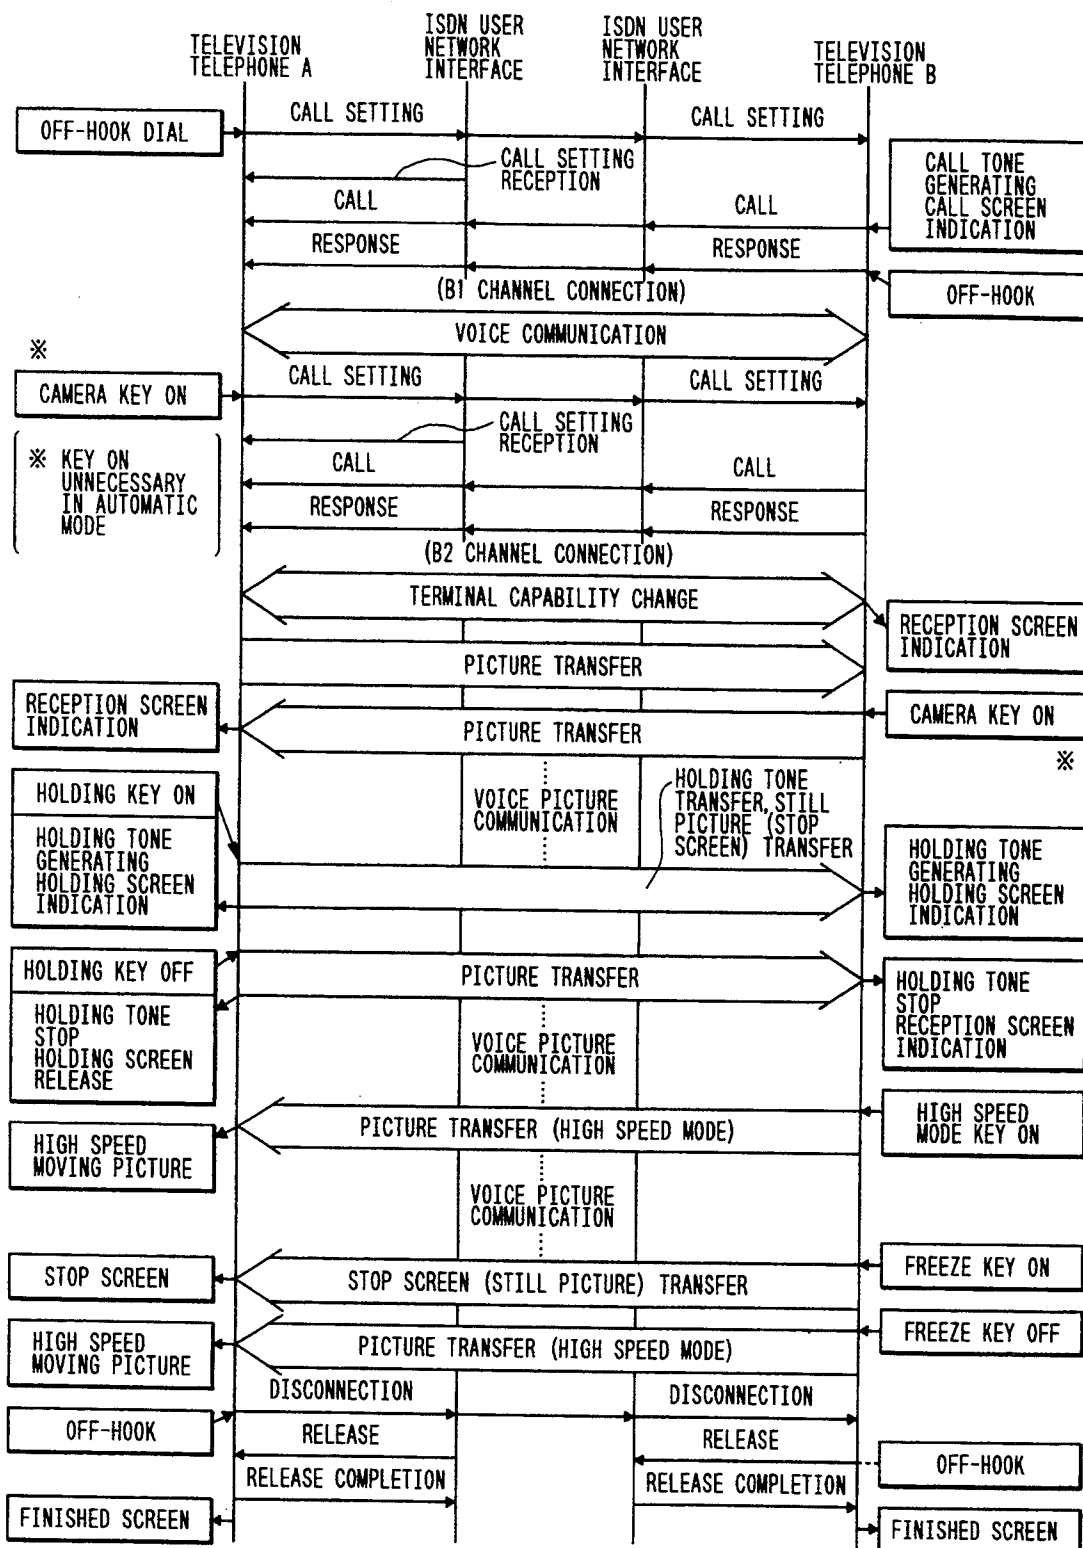 TELEVISION
TELEPHONE A
ISDN USER
NETWORK
INTERFACE
ISDN USER
NETWORK
INTERFACE
TELEVISION
TELEPHONE B
OFF-HOOK DIAL
CALL SETTING
CALL SETTING
CALL SETTING
RECEPTION
CALL TONE
GENERATING
CALL SCREEN
INDICATION
CALL
CALL
RESPONSE
RESPONSE
OFF-HOOK
(B1 CHANNEL CONNECTION)
VOICE COMMUNICATION
※
CAMERA KEY ON
CALL SETTING
CALL SETTING
CALL SETTING
RECEPTION
※ KEY ON
UNNECESSARY
IN AUTOMATIC
MODE
CALL
CALL
RESPONSE
RESPONSE
(B2 CHANNEL CONNECTION)
TERMINAL CAPABILITY CHANGE
RECEPTION SCREEN
INDICATION
PICTURE TRANSFER
RECEPTION SCREEN
INDICATION
PICTURE TRANSFER
CAMERA KEY ON
※
HOLDING KEY ON
HOLDING TONE
GENERATING
HOLDING SCREEN
INDICATION
VOICE PICTURE
COMMUNICATION
HOLDING TONE
TRANSFER, STILL
PICTURE (STOP
SCREEN) TRANSFER
HOLDING TONE
GENERATING
HOLDING SCREEN
INDICATION
HOLDING KEY OFF
HOLDING TONE
STOP
HOLDING SCREEN
RELEASE
PICTURE TRANSFER
HOLDING TONE
STOP
RECEPTION SCREEN
INDICATION
VOICE PICTURE
COMMUNICATION
HIGH SPEED
MODE KEY ON
PICTURE TRANSFER (HIGH SPEED MODE)
HIGH SPEED
MOVING PICTURE
VOICE PICTURE
COMMUNICATION
FREEZE KEY ON
STOP SCREEN
STOP SCREEN (STILL PICTURE) TRANSFER
FREEZE KEY OFF
HIGH SPEED
MOVING PICTURE
PICTURE TRANSFER (HIGH SPEED MODE)
DISCONNECTION
DISCONNECTION
OFF-HOOK
RELEASE
RELEASE
OFF-HOOK
RELEASE COMPLETION
RELEASE COMPLETION
FINISHED SCREEN
FINISHED SCREEN